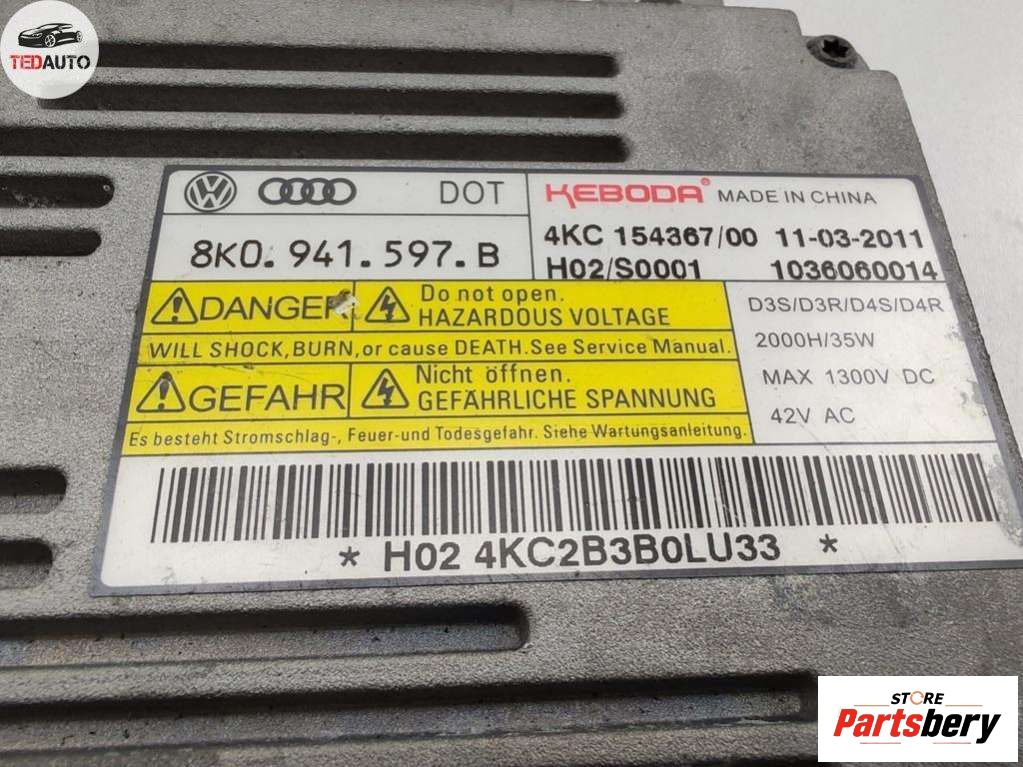 TEDAUTO
DOT
KEBODA® MADE IN CHINA
8K0.941.597.B
4KC 154367/00 11-03-2011
H02/S0001 1036060014
DANGER
Do not open.
HAZARDOUS VOLTAGE
WILL SHOCK, BURN, or cause DEATH. See Service Manual.
GEFAHR
Nicht öffnen.
GEFÄHRLICHE SPANNUNG
Es besteht Stromschlag-, Feuer-und Todesgefahr. Siehe Wartungsanleitung.
D3S/D3R/D4S/D4R
2000H/35W
MAX 1300V DC
42V AC
* H02 4KC2B3B0LU33 *
STORE
Partsbery